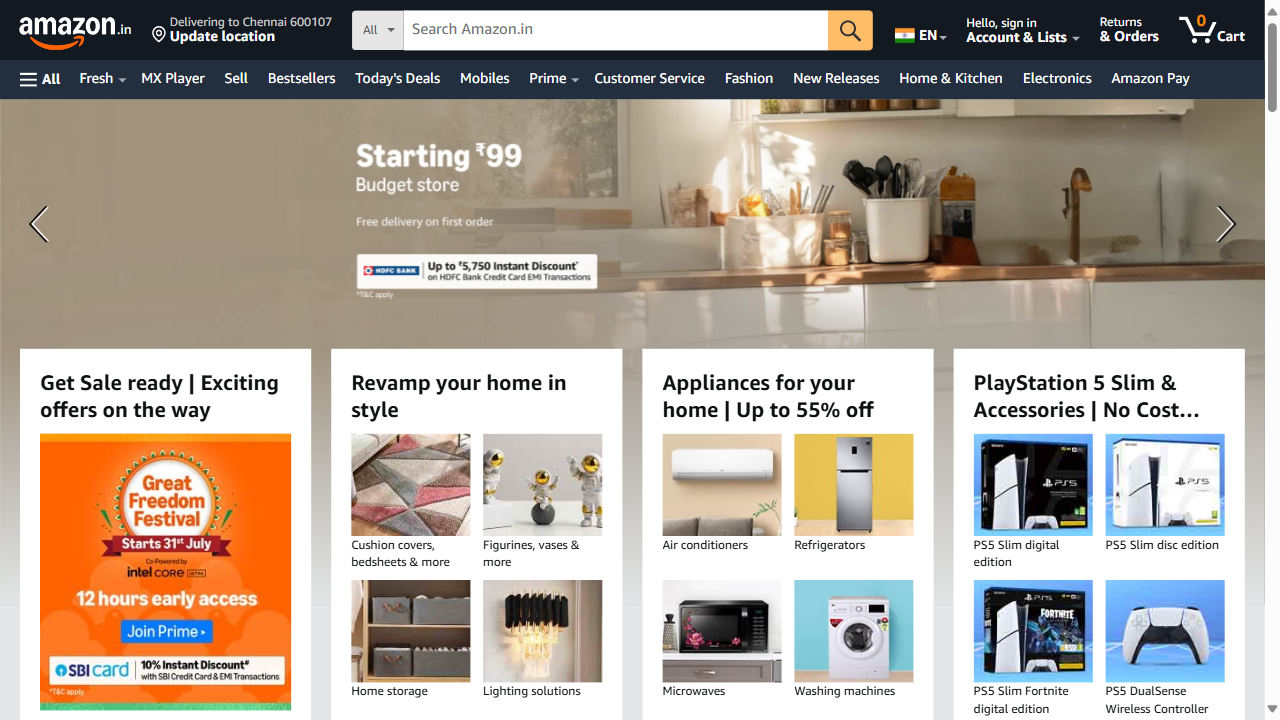 amazon.in
Delivering to Chennai 600107
Update location
All
Search Amazon.in
EN
Hello, sign in
Account & Lists
Returns
& Orders
0
Cart
All
Fresh
MX Player
Sell
Bestsellers
Today's Deals
Mobiles
Prime
Customer Service
Fashion
New Releases
Home & Kitchen
Electronics
Amazon Pay
Starting ₹99
Budget store
Free delivery on first order
HDFC BANK
Up to ₹5,750 Instant Discount*
on HDFC Bank Credit Card EMI Transactions
*T&C apply
Get Sale ready | Exciting
offers on the way
Great
Freedom
Festival
Starts 31st July
Co-Powered by
intel CORE ULTRA
12 hours early access
Join Prime
SBI card
10% Instant Discount#
with SBI Credit Card & EMI Transactions
*T&C apply
Revamp your home in
style
Cushion covers,
bedsheets & more
Figurines, vases &
more
Home storage
Lighting solutions
Appliances for your
home | Up to 55% off
Air conditioners
Refrigerators
Microwaves
Washing machines
PlayStation 5 Slim &
Accessories | No Cost...
PS5
PS5
PS5 Slim digital
edition
PS5 Slim disc edition
PS5
FORTNITE
PS5 Slim Fortnite
digital edition
PS5 DualSense
Wireless Controller